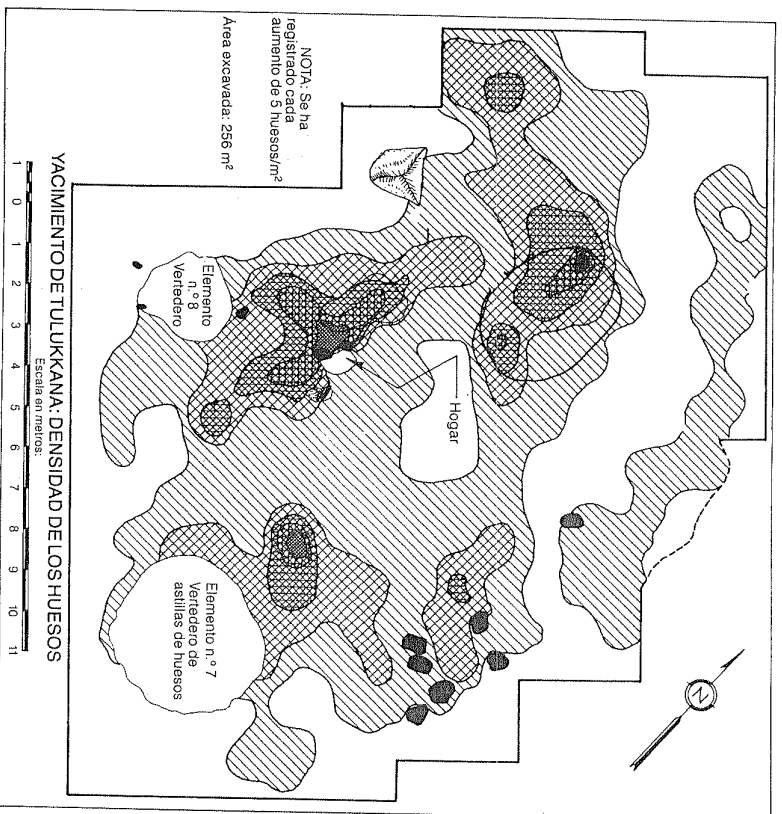 NOTA: Se ha
registrado cada
aumento de 5 huesos/m²
Área excavada: 256 m²
Elemento
n.º 8
Vertedero
Hogar
Elemento n.º 7
Vertedero de
astillas de huesos
N
YACIMIENTO DE TULUKKANA: DENSIDAD DE LOS HUESOS
Escala en metros:
1 0 1 2 3 4 5 6 7 8 9 10 11